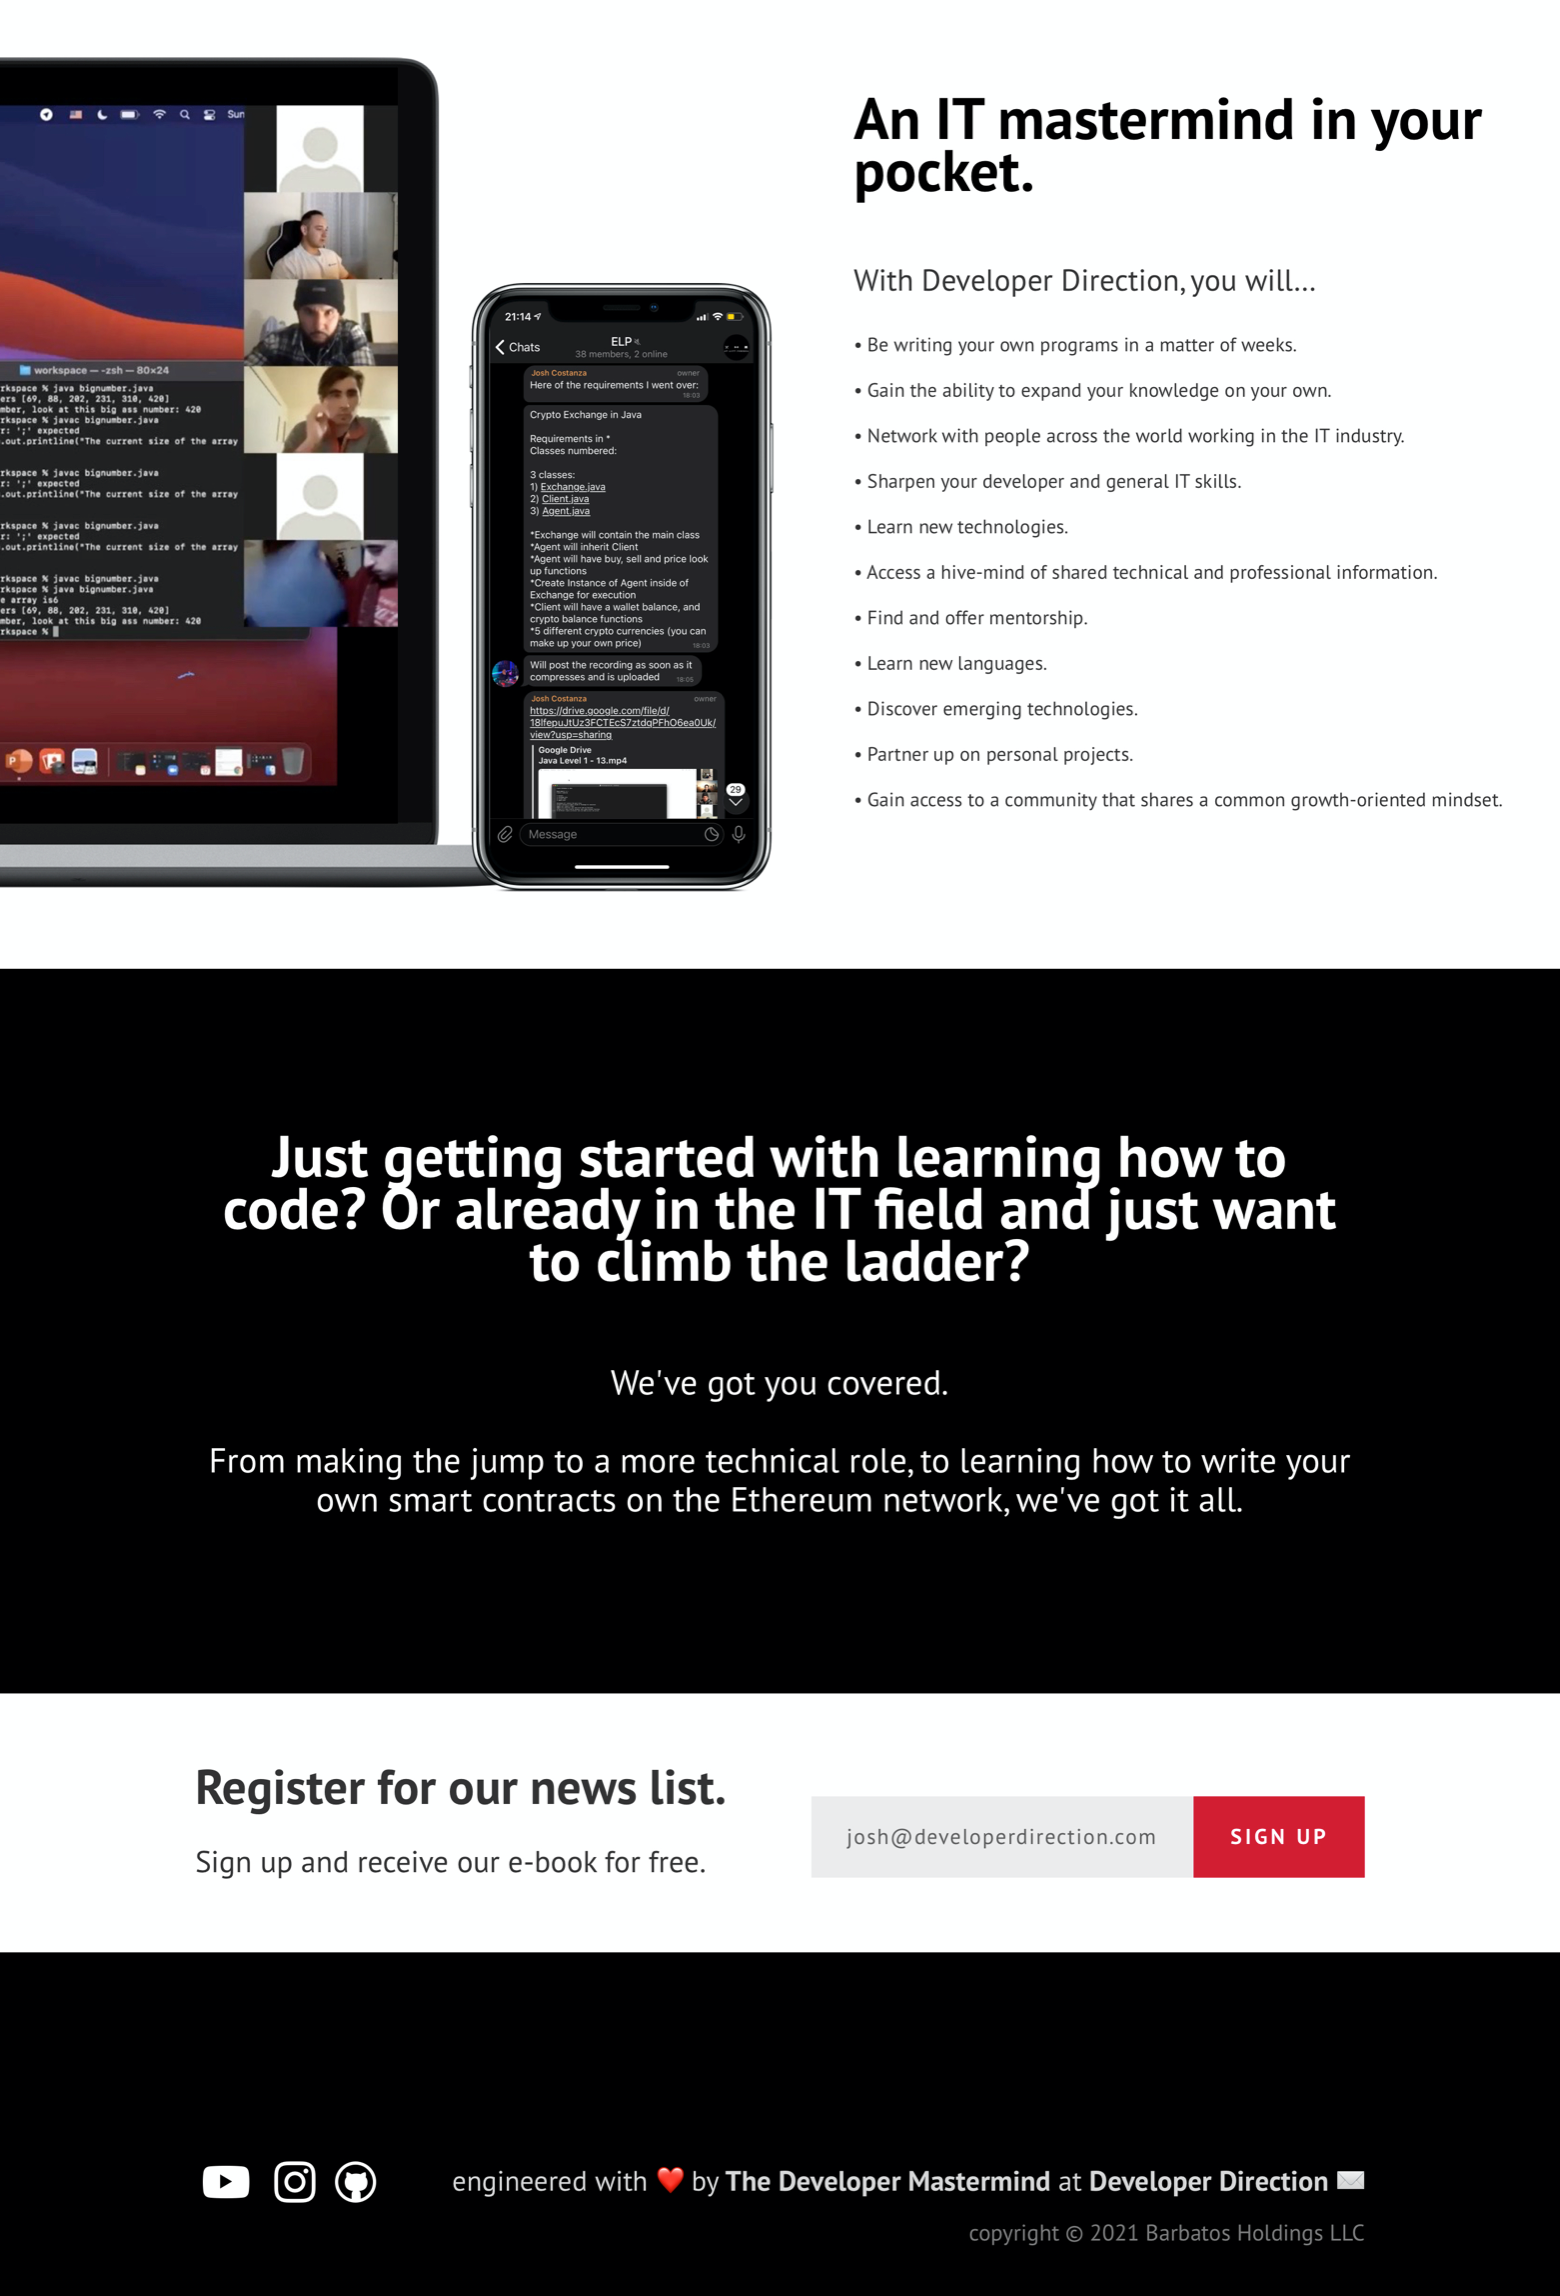 Sun
workspace — -zsh — 80x24
rkspace % java bignumber.java
ers [69, 88, 202, 231, 310, 420]
mber, look at this big ass number: 420
rkspace % javac bignumber.java
r: ';' expected
.out.printline("The current size of the array
rkspace % javac bignumber.java
r: ';' expected
.out.printline("The current size of the array
rkspace % javac bignumber.java
r: ';' expected
.out.printline("The current size of the array
rkspace % javac bignumber.java
rkspace % java bignumber.java
e array is6
ers [69, 88, 202, 231, 310, 420]
mber, look at this big ass number: 420
rkspace %
21:14
Chats
ELP
38 members, 2 online
Josh Costanza owner
Here of the requirements I went over:
18:03
Crypto Exchange in Java
Requirements in *
Classes numbered:
3 classes:
1) Exchange.java
2) Client.java
3) Agent.java
*Exchange will contain the main class
*Agent will inherit Client
*Agent will have buy, sell and price look
up functions
*Create Instance of Agent inside of
Exchange for execution
*Client will have a wallet balance, and
crypto balance functions
*5 different crypto currencies (you can
make up your own price) 18:03
Will post the recording as soon as it
compresses and is uploaded 18:05
Josh Costanza owner
https://drive.google.com/file/d/
18IfepuJtUz3FCTEcS7ztdqPFhO6ea0Uk/
view?usp=sharing
Google Drive
Java Level 1 - 13.mp4
29
Message
An IT mastermind in your
pocket.
With Developer Direction, you will...
• Be writing your own programs in a matter of weeks.
• Gain the ability to expand your knowledge on your own.
• Network with people across the world working in the IT industry.
• Sharpen your developer and general IT skills.
• Learn new technologies.
• Access a hive-mind of shared technical and professional information.
• Find and offer mentorship.
• Learn new languages.
• Discover emerging technologies.
• Partner up on personal projects.
• Gain access to a community that shares a common growth-oriented mindset.
Just getting started with learning how to
code? Or already in the IT field and just want
to climb the ladder?
We've got you covered.
From making the jump to a more technical role, to learning how to write your
own smart contracts on the Ethereum network, we've got it all.
Register for our news list.
Sign up and receive our e-book for free.
josh@developerdirection.com
SIGN UP
engineered with ❤️ by The Developer Mastermind at Developer Direction ✉️
copyright © 2021 Barbatos Holdings LLC